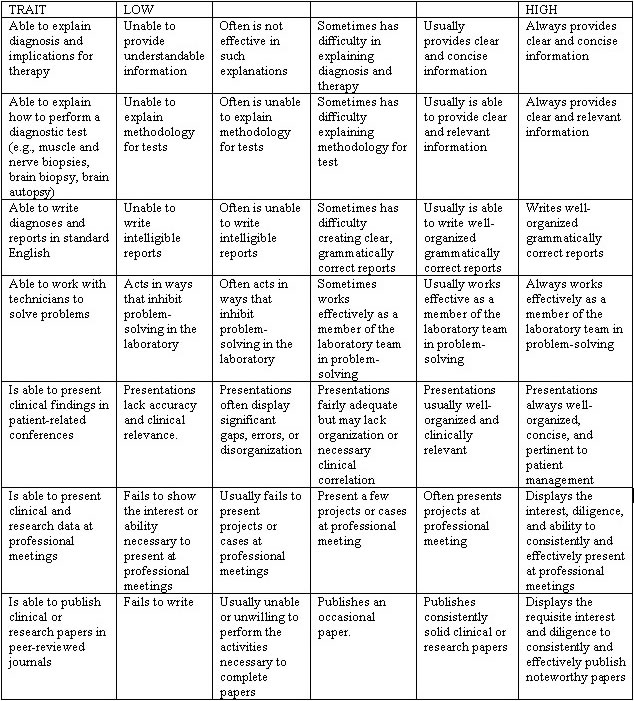 TRAIT LOW HIGH
Able to explain
diagnosis and
implications for
therapy
Unable to
provide
understandable
information
Often is not
effective in
such
explanations
Sometimes has
difficulty in
explaining
diagnosis and
therapy
Usually
provides clear
and concise
information
Always provides
clear and concise
information
Able to explain
how to perform a
diagnostic test
(e.g., muscle and
nerve biopsies,
brain biopsy, brain
autopsy)
Unable to
explain
methodology
for tests
Often is unable
to explain
methodology for
tests
Sometimes has
difficulty
explaining
methodology for
test
Usually is able
to provide clear
and relevant
information
Always provides
clear and relevant
information
Able to write
diagnoses and
reports in standard
English
Unable to
write
intelligible
reports
Often is unable
to write
intelligible
reports
Sometimes has
difficulty
creating clear,
grammatically
correct reports
Usually is able
to write well-
organized
grammatically
correct reports
Writes well-
organized
grammatically
correct reports
Able to work with
technicians to
solve problems
Acts in ways
that inhibit
problem-
solving in the
laboratory
Often acts in
ways that
inhibit
problem-
solving in the
laboratory
Sometimes
works
effectively as a
member of the
laboratory team
in problem-
solving
Usually works
effective as a
member of the
laboratory team
in problem-
solving
Always works
effectively as a
member of the
laboratory team in
problem-solving
Is able to present
clinical findings in
patient-related
conferences
Presentations
lack accuracy
and clinical
relevance.
Presentations
often display
significant
gaps, errors, or
disorganization
Presentations
fairly adequate
but may lack
organization or
necessary
clinical
correlation
Presentations
usually well-
organized and
clinically
relevant
Presentations
always well-
organized,
concise, and
pertinent to
patient
management
Is able to present
clinical and
research data at
professional
meetings
Fails to show
the interest or
ability
necessary to
present at
professional
meetings
Usually fails to
present
projects or
cases at
professional
meetings
Present a few
projects or cases
at professional
meeting
Often presents
projects at
professional
meeting
Displays the
interest, diligence,
and ability to
consistently and
effectively present
at professional
meetings
Is able to publish
clinical or
research papers in
peer-reviewed
journals
Fails to write
Usually unable
or unwilling to
perform the
activities
necessary to
complete
papers
Publishes an
occasional
paper.
Publishes
consistently
solid clinical or
research papers
Displays the
requisite interest
and diligence to
consistently and
effectively publish
noteworthy papers